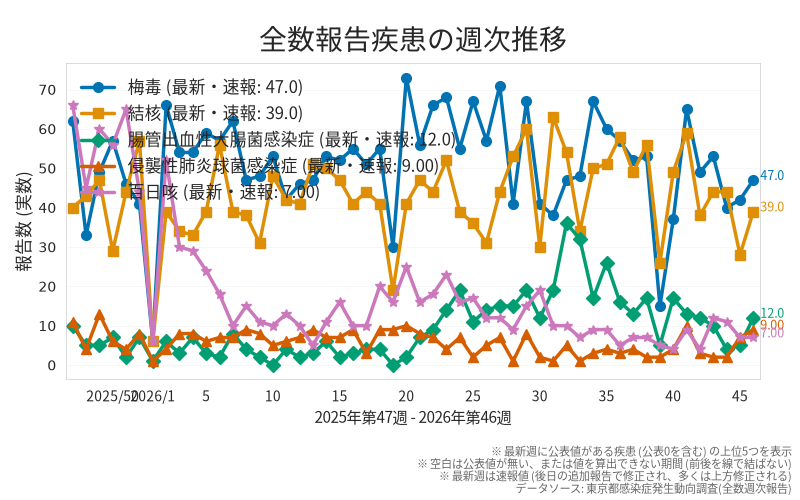 全数報告疾患の週次推移
梅毒 (最新・速報: 47.0)
結核 (最新・速報: 39.0)
腸管出血性大腸菌感染症 (最新・速報: 12.0)
侵襲性肺炎球菌感染症 (最新・速報: 9.00)
百日咳 (最新・速報: 7.00)
報告数 (実数)
70
60
50
40
30
20
10
0
47.0
39.0
12.0
9.00
7.00
2025/50 2026/1 5 10 15 20 25 30 35 40 45
2025年第47週 - 2026年第46週
※ 最新週に公表値がある疾患 (公表0を含む) の上位5つを表示
※ 空白は公表値が無い、または値を算出できない期間 (前後を線で結ばない)
※ 最新週は速報値 (後日の追加報告で修正され、多くは上方修正される)
データソース: 東京都感染症発生動向調査(全数週次報告)